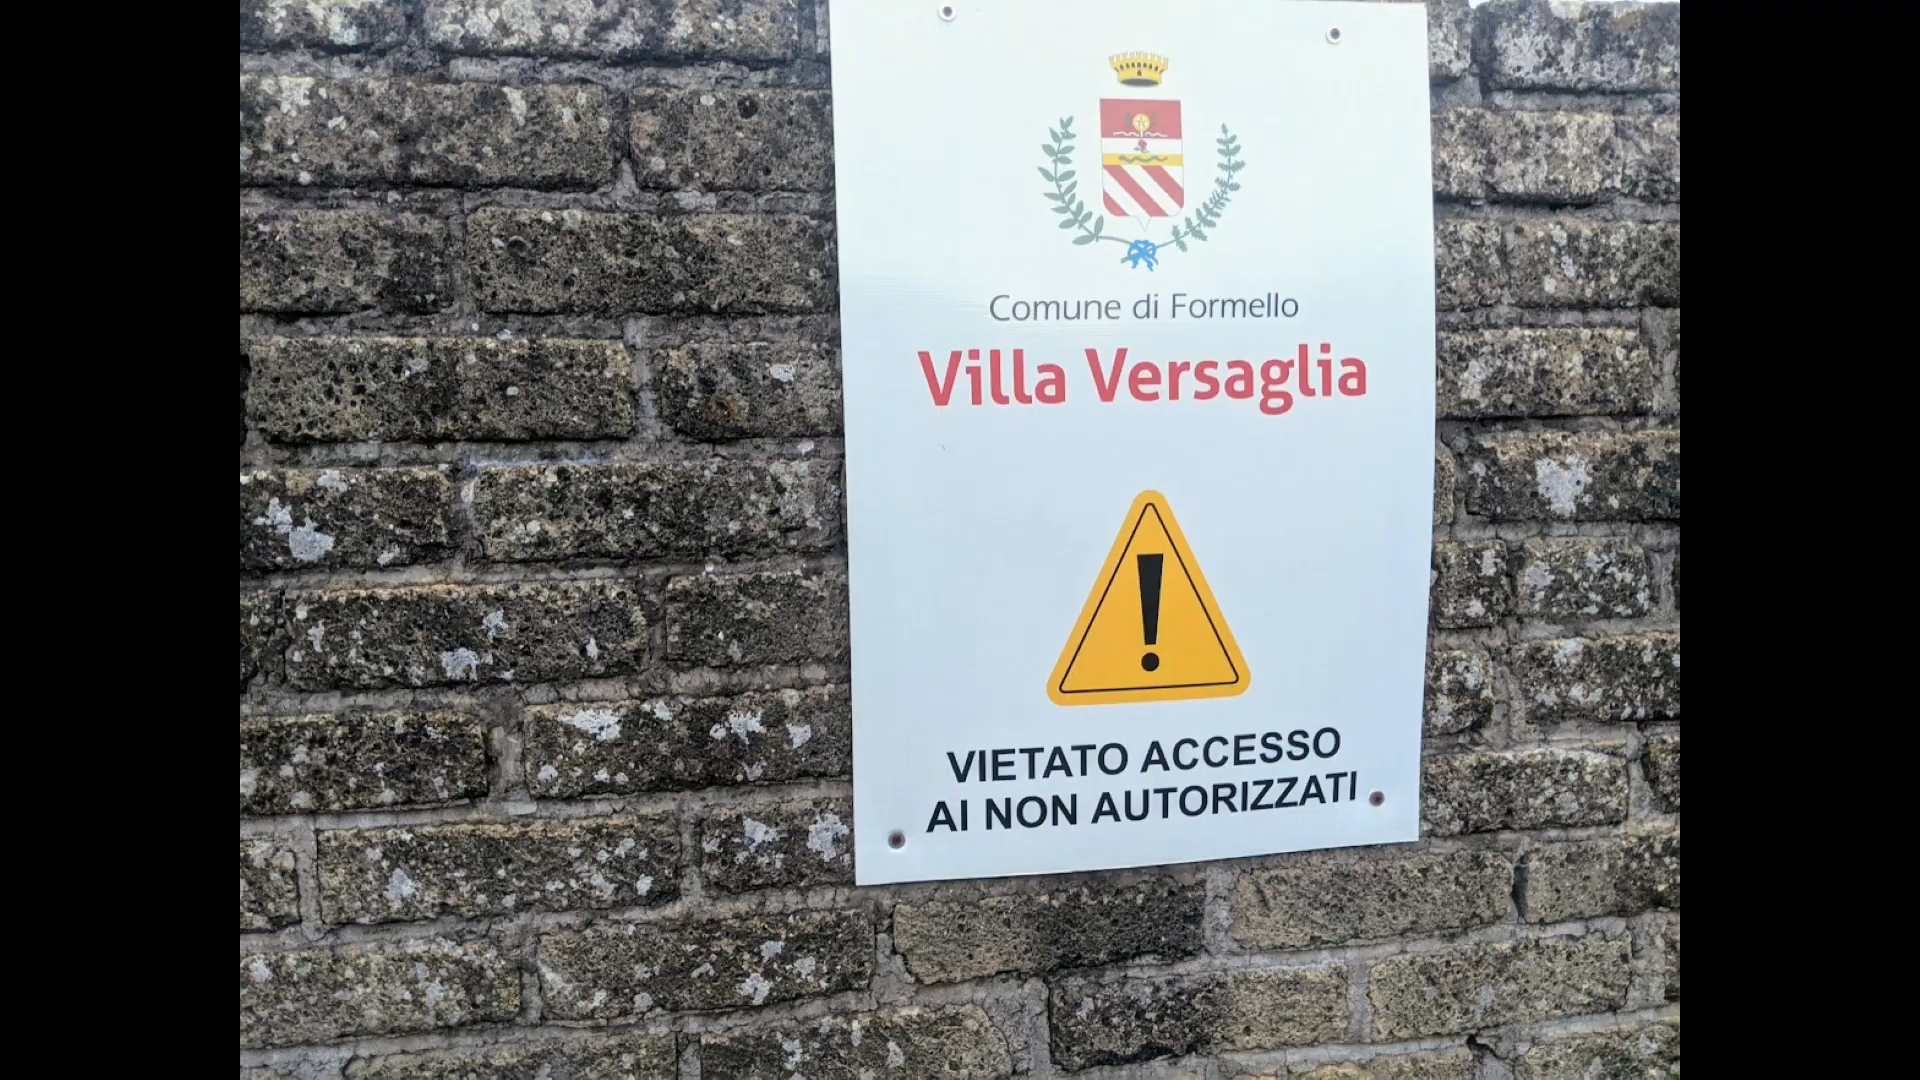 Comune di Formello
Villa Versaglia
VIETATO ACCESSO
AI NON AUTORIZZATI